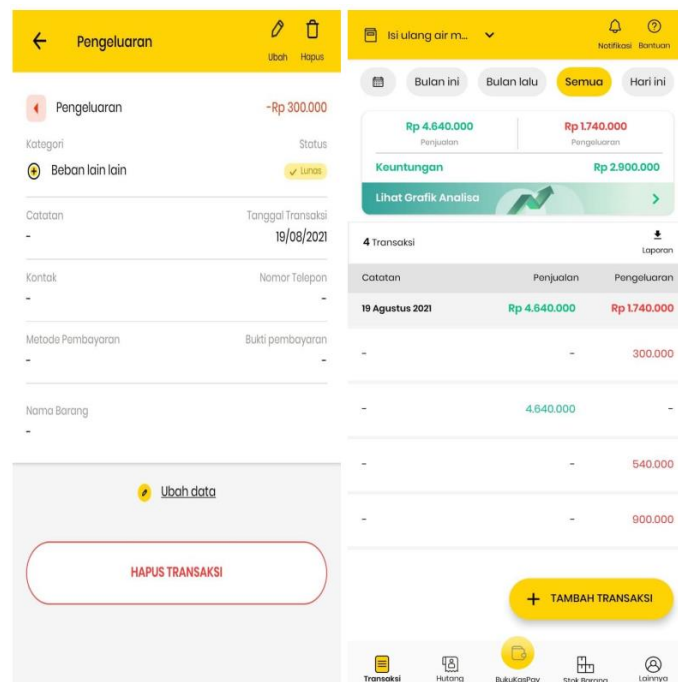 Pengeluaran
Ubah Hapus
Pengeluaran -Rp 300.000
Kategori Status
Beban lain lain Lunas
Catatan Tanggal Transaksi
- 19/08/2021
Kontak Nomor Telepon
- -
Metode Pembayaran Bukti pembayaran
- -
Nama Barang
-
Ubah data
HAPUS TRANSAKSI
Isi ulang air m...
Notifikasi Bantuan
Bulan ini Bulan lalu Semua Hari ini
Rp 4.640.000 Rp 1.740.000
Penjualan Pengeluaran
Keuntungan Rp 2.900.000
Lihat Grafik Analisa
4 Transaksi Laporan
Catatan Penjualan Pengeluaran
19 Agustus 2021 Rp 4.640.000 Rp 1.740.000
- - 300.000
- 4.640.000 -
- - 540.000
- - 900.000
+ TAMBAH TRANSAKSI
Transaksi Hutang BukuKasPay Stok Barang Lainnya